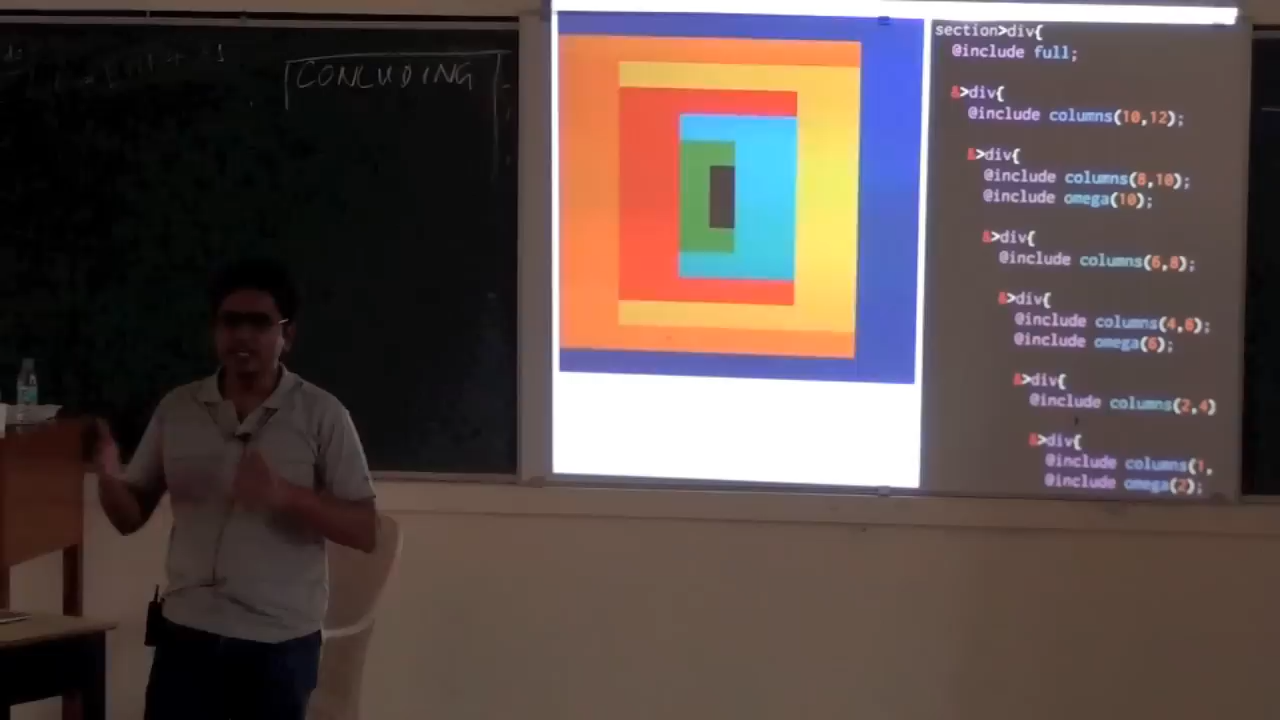 CONCLUDING
section>div{
@include full;
&>div{
@include columns(10,12);
&>div{
@include columns(8,10);
@include omega(10);
&>div{
@include columns(6,8);
&>div{
@include columns(4,6);
@include omega(6);
&>div{
@include columns(2,4)
&>div{
@include columns(1,
@include omega(2);